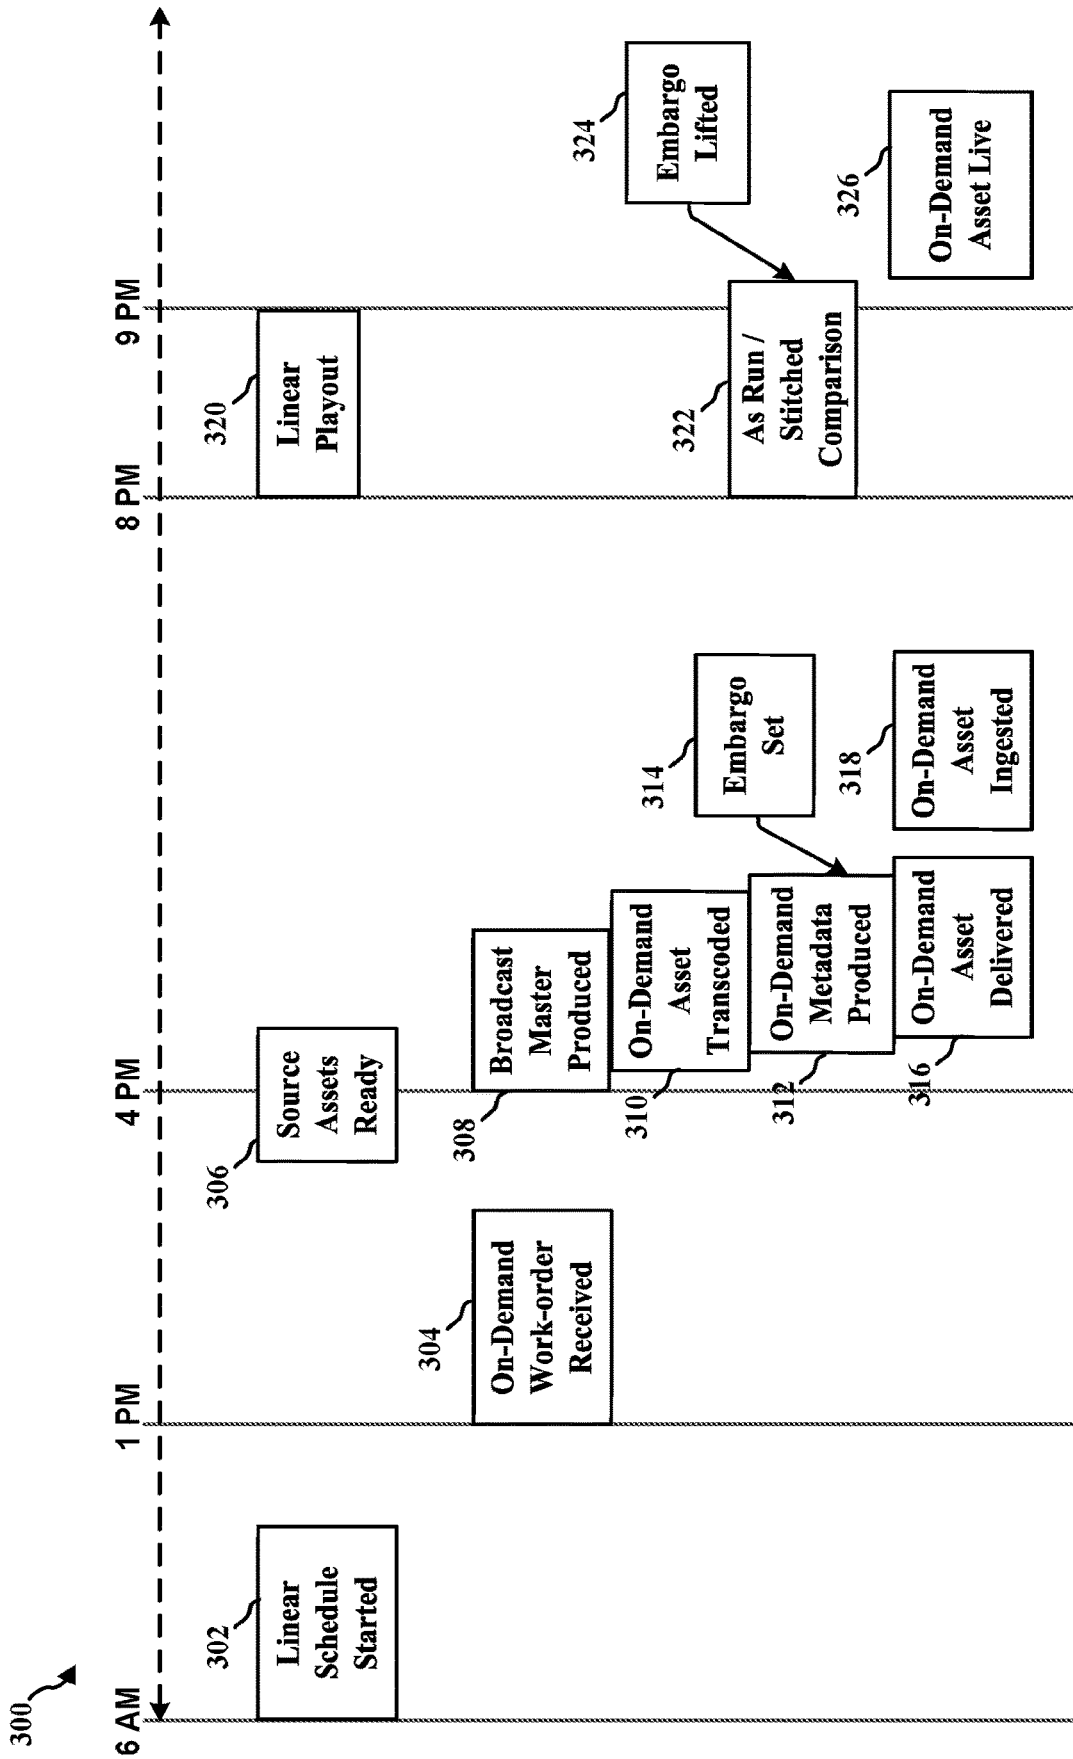 300
6 AM
1 PM
4 PM
8 PM
9 PM
302
Linear
Schedule
Started
306
Source
Assets
Ready
320
Linear
Playout
304
On-Demand
Work-order
Received
308
Broadcast
Master
Produced
310
On-Demand
Asset
Transcoded
312
On-Demand
Metadata
Produced
314
Embargo
Set
316
On-Demand
Asset
Delivered
318
On-Demand
Asset
Ingested
322
As Run /
Stitched
Comparison
324
Embargo
Lifted
326
On-Demand
Asset Live